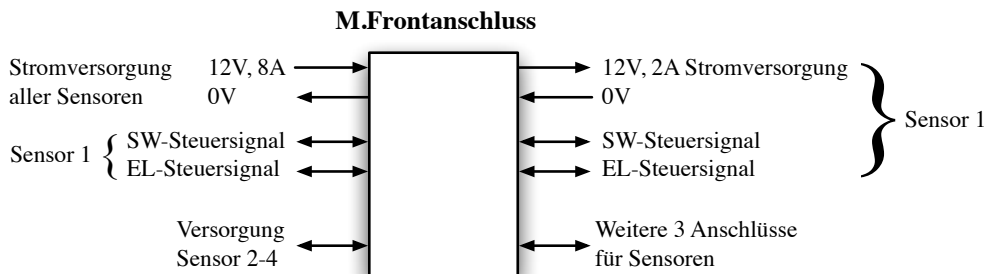 M.Frontanschluss
Stromversorgung 12V, 8A
aller Sensoren 0V
Sensor 1
SW-Steuersignal
EL-Steuersignal
Versorgung
Sensor 2-4
12V, 2A Stromversorgung
0V
SW-Steuersignal
EL-Steuersignal
Sensor 1
Weitere 3 Anschlüsse
für Sensoren